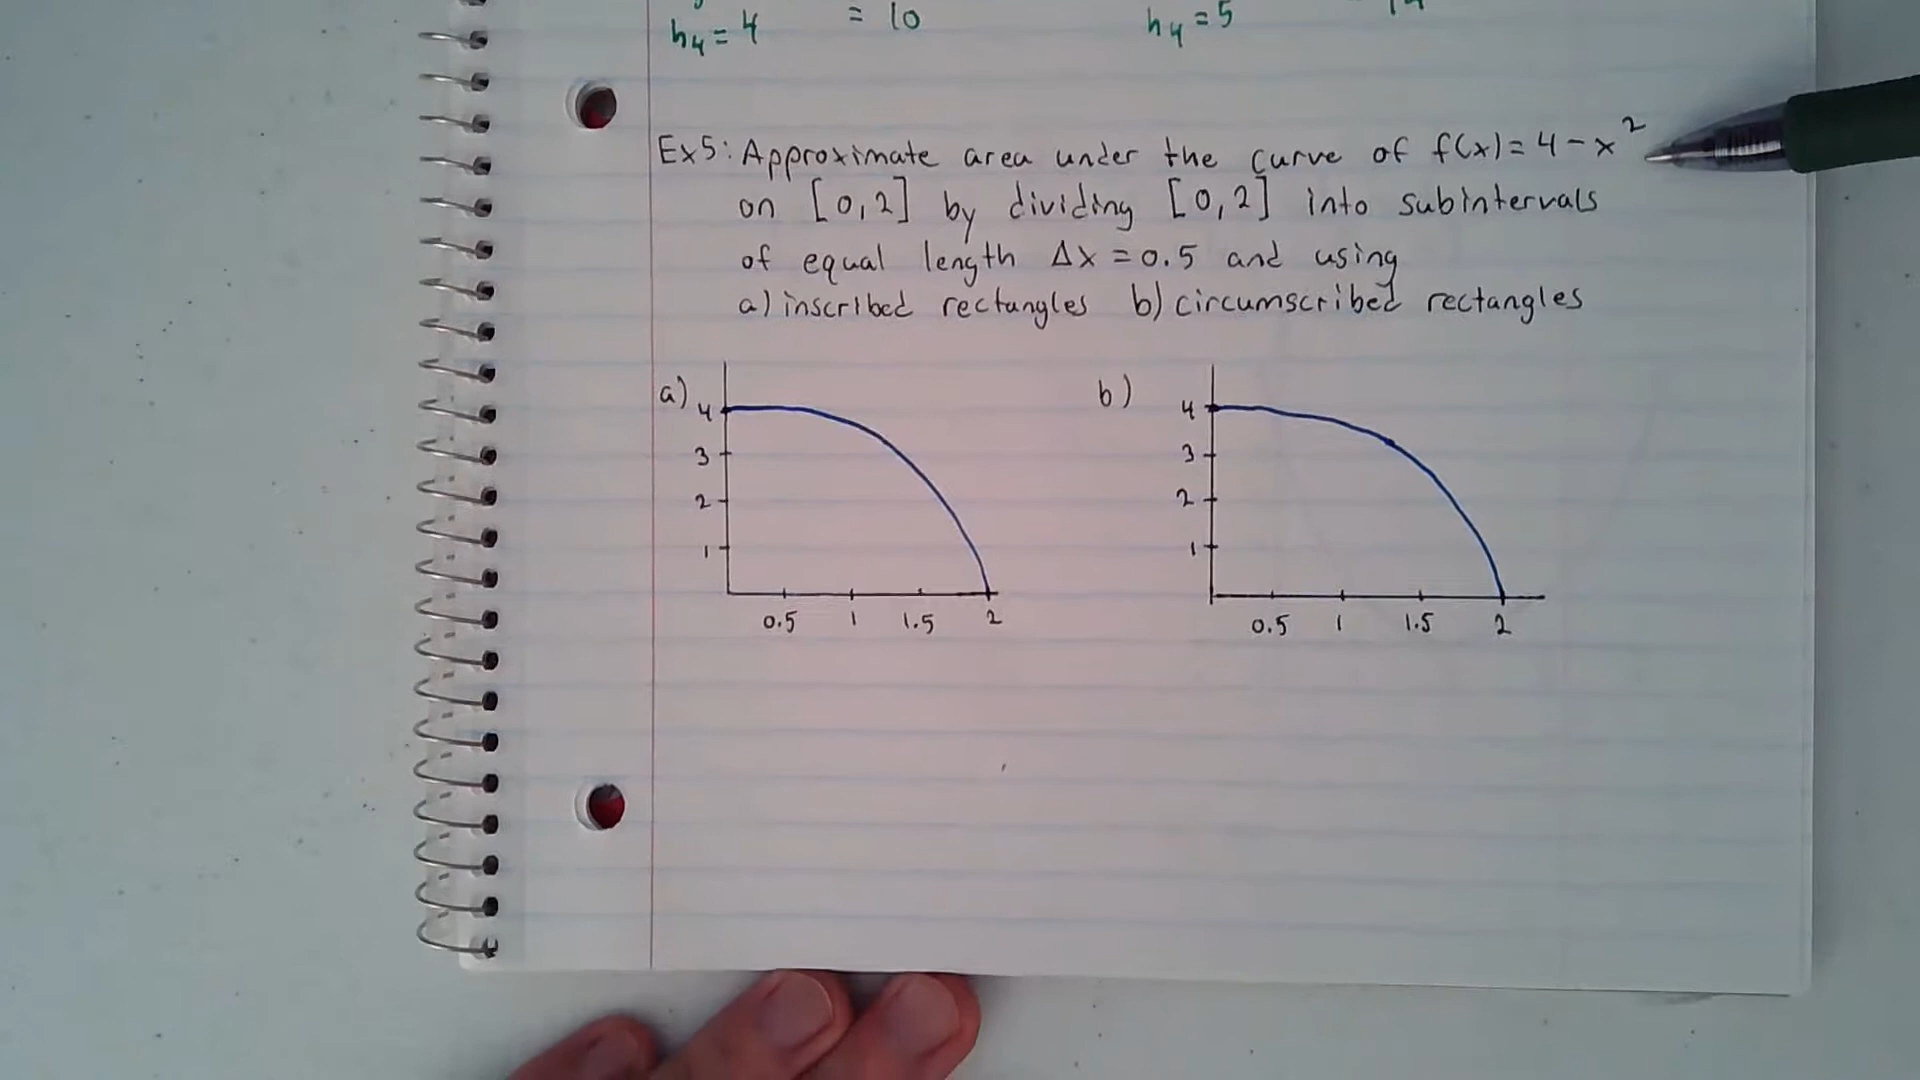 h₄ = 4
= 10
h₄ = 5
Ex5: Approximate area under the curve of f(x) = 4 - x²
on [0,2] by dividing [0,2] into subintervals
of equal length Δx = 0.5 and using
a) inscribed rectangles b) circumscribed rectangles
a)
4
3
2
1
0.5 1 1.5 2
b)
4
3
2
1
0.5 1 1.5 2